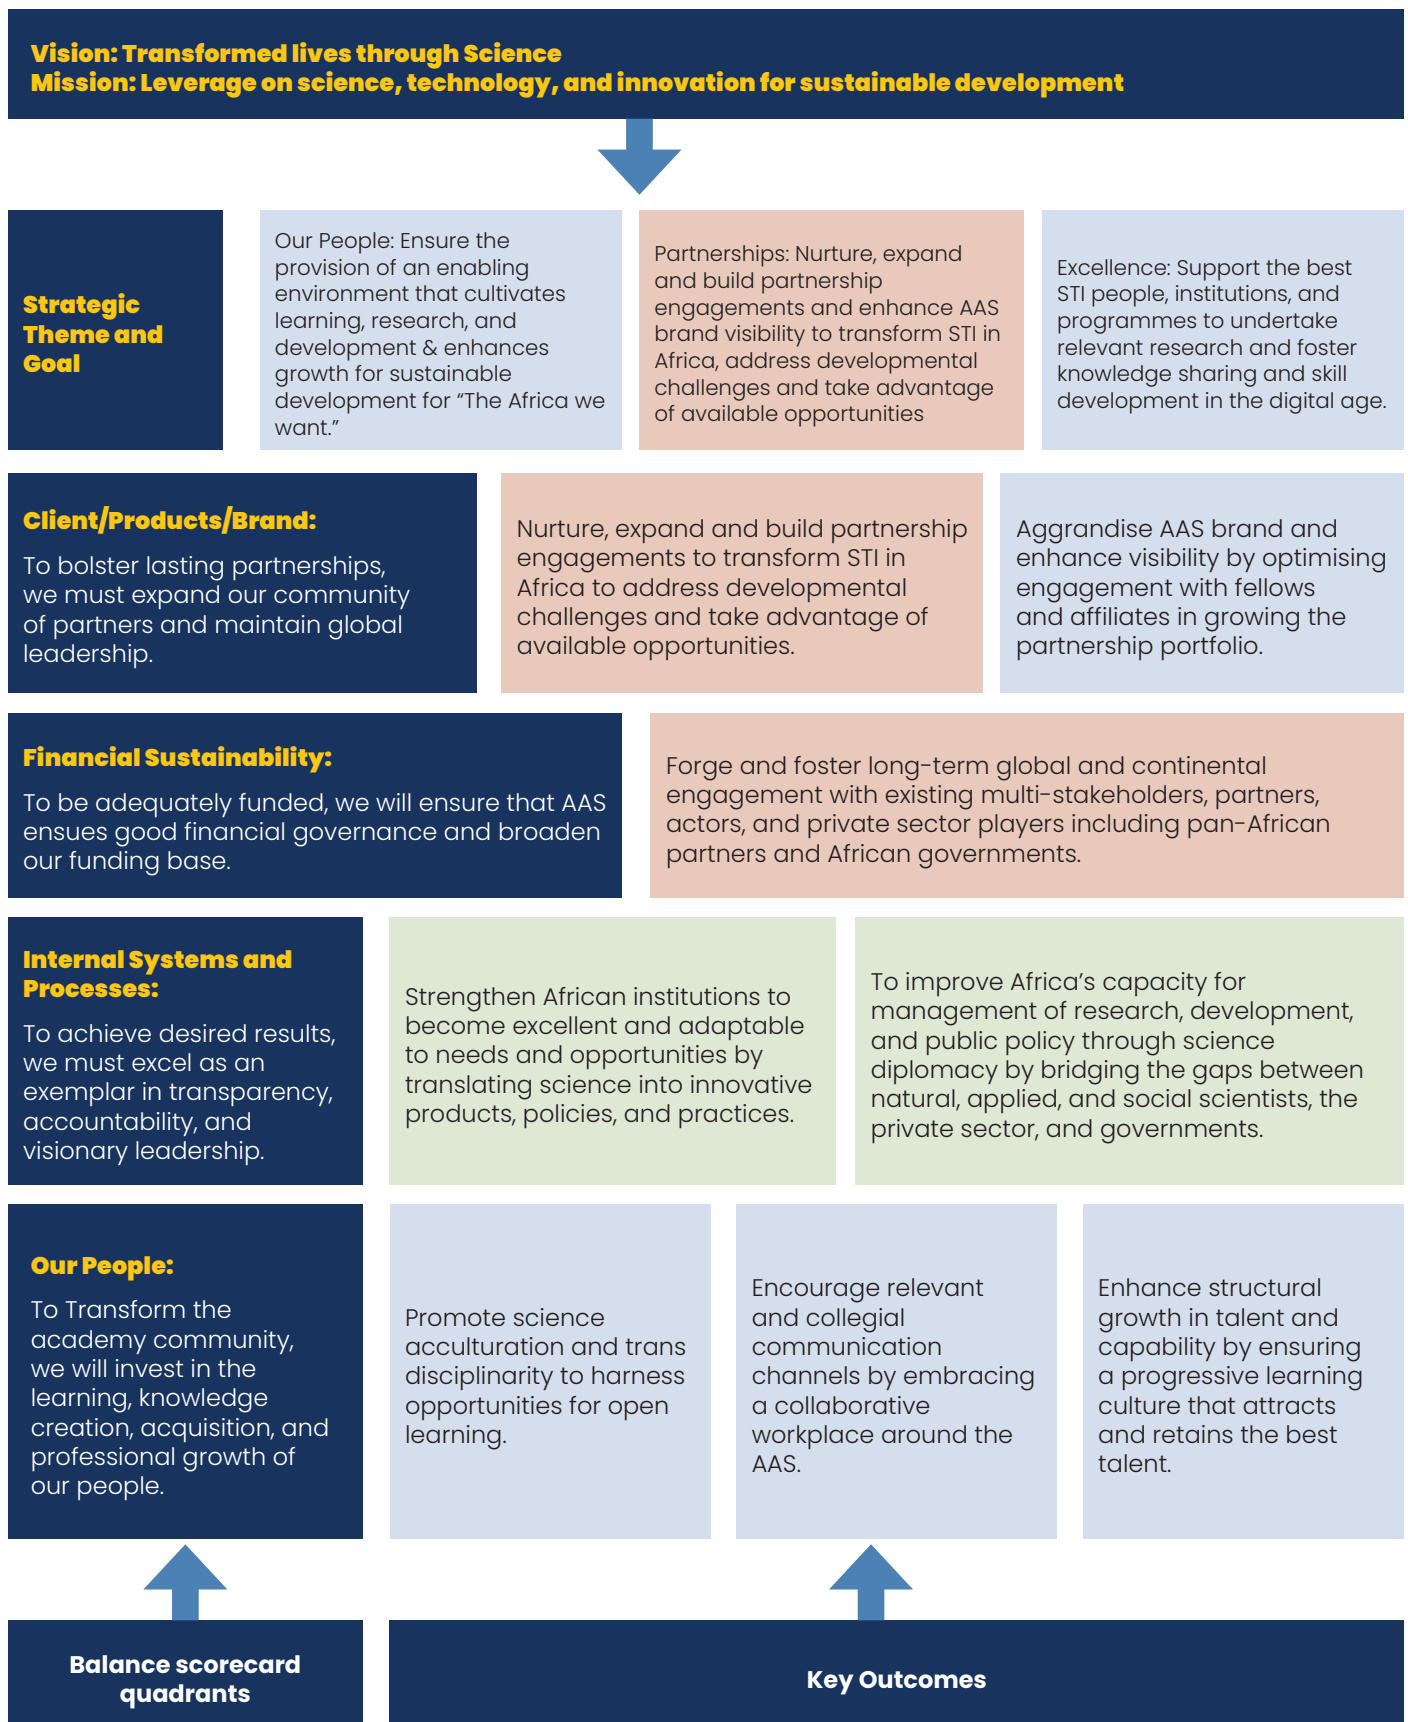 Vision: Transformed lives through Science
Mission: Leverage on science, technology, and innovation for sustainable development
Strategic
Theme and
Goal
Our People: Ensure the
provision of an enabling
environment that cultivates
learning, research, and
development & enhances
growth for sustainable
development for “The Africa we
want.”
Partnerships: Nurture, expand
and build partnership
engagements and enhance AAS
brand visibility to transform STI in
Africa, address developmental
challenges and take advantage
of available opportunities
Excellence: Support the best
STI people, institutions, and
programmes to undertake
relevant research and foster
knowledge sharing and skill
development in the digital age.
Client/Products/Brand:
To bolster lasting partnerships,
we must expand our community
of partners and maintain global
leadership.
Nurture, expand and build partnership
engagements to transform STI in
Africa to address developmental
challenges and take advantage of
available opportunities.
Aggrandise AAS brand and
enhance visibility by optimising
engagement with fellows
and affiliates in growing the
partnership portfolio.
Financial Sustainability:
To be adequately funded, we will ensure that AAS
ensues good financial governance and broaden
our funding base.
Forge and foster long-term global and continental
engagement with existing multi-stakeholders, partners,
actors, and private sector players including pan-African
partners and African governments.
Internal Systems and
Processes:
To achieve desired results,
we must excel as an
exemplar in transparency,
accountability, and
visionary leadership.
Strengthen African institutions to
become excellent and adaptable
to needs and opportunities by
translating science into innovative
products, policies, and practices.
To improve Africa’s capacity for
management of research, development,
and public policy through science
diplomacy by bridging the gaps between
natural, applied, and social scientists, the
private sector, and governments.
Our People:
To Transform the
academy community,
we will invest in the
learning, knowledge
creation, acquisition, and
professional growth of
our people.
Promote science
acculturation and trans
disciplinarity to harness
opportunities for open
learning.
Encourage relevant
and collegial
communication
channels by embracing
a collaborative
workplace around the
AAS.
Enhance structural
growth in talent and
capability by ensuring
a progressive learning
culture that attracts
and retains the best
talent.
Balance scorecard
quadrants
Key Outcomes